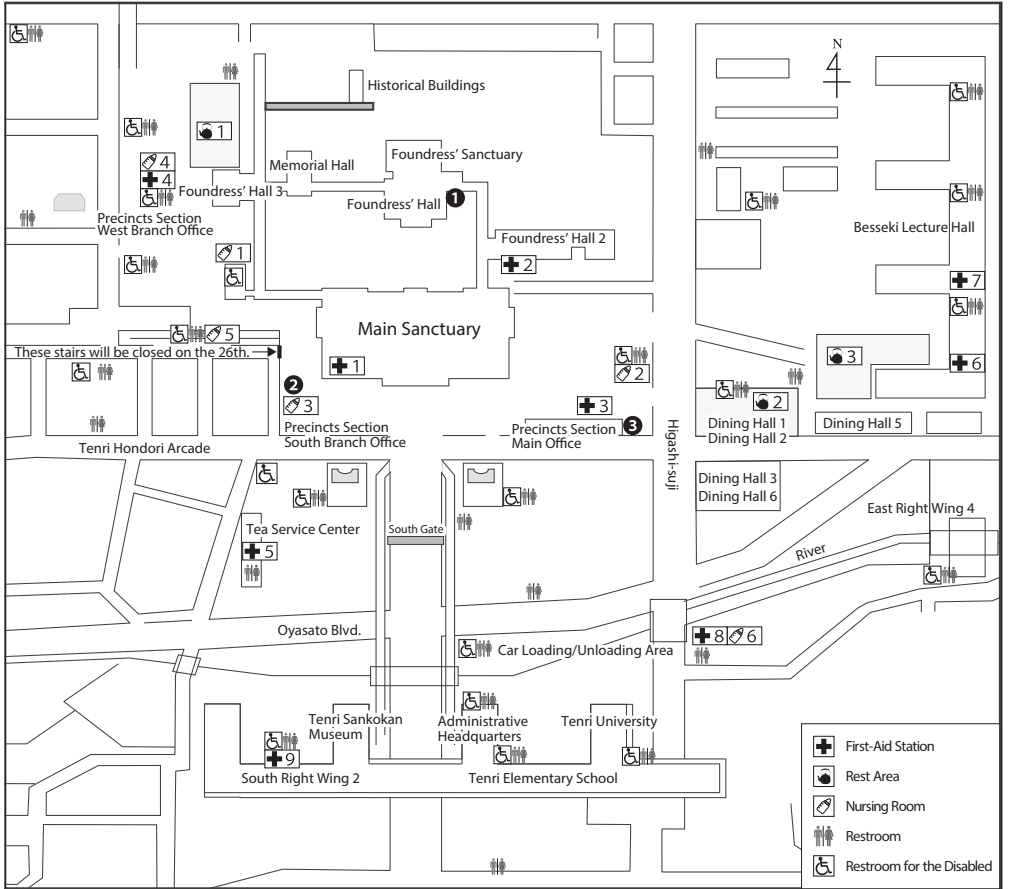 N
Historical Buildings
1
Foundress' Sanctuary
Memorial Hall
4
4
Foundress' Hall 3
Foundress' Hall
1
Precincts Section
West Branch Office
Besseki Lecture Hall
Foundress' Hall 2
1
2
7
Main Sanctuary
5
These stairs will be closed on the 26th.
1
2
3
6
2
3
3
2
Precincts Section
South Branch Office
Precincts Section
Main Office
3
Dining Hall 1
Dining Hall 2
Dining Hall 5
Higashi-suji
Tenri Hondori Arcade
Dining Hall 3
Dining Hall 6
East Right Wing 4
Tea Service Center
South Gate
5
River
Oyasato Blvd.
Car Loading/Unloading Area
8
6
Tenri Sankokan
Museum
Administrative
Headquarters
Tenri University
9
South Right Wing 2
Tenri Elementary School
First-Aid Station
Rest Area
Nursing Room
Restroom
Restroom for the Disabled